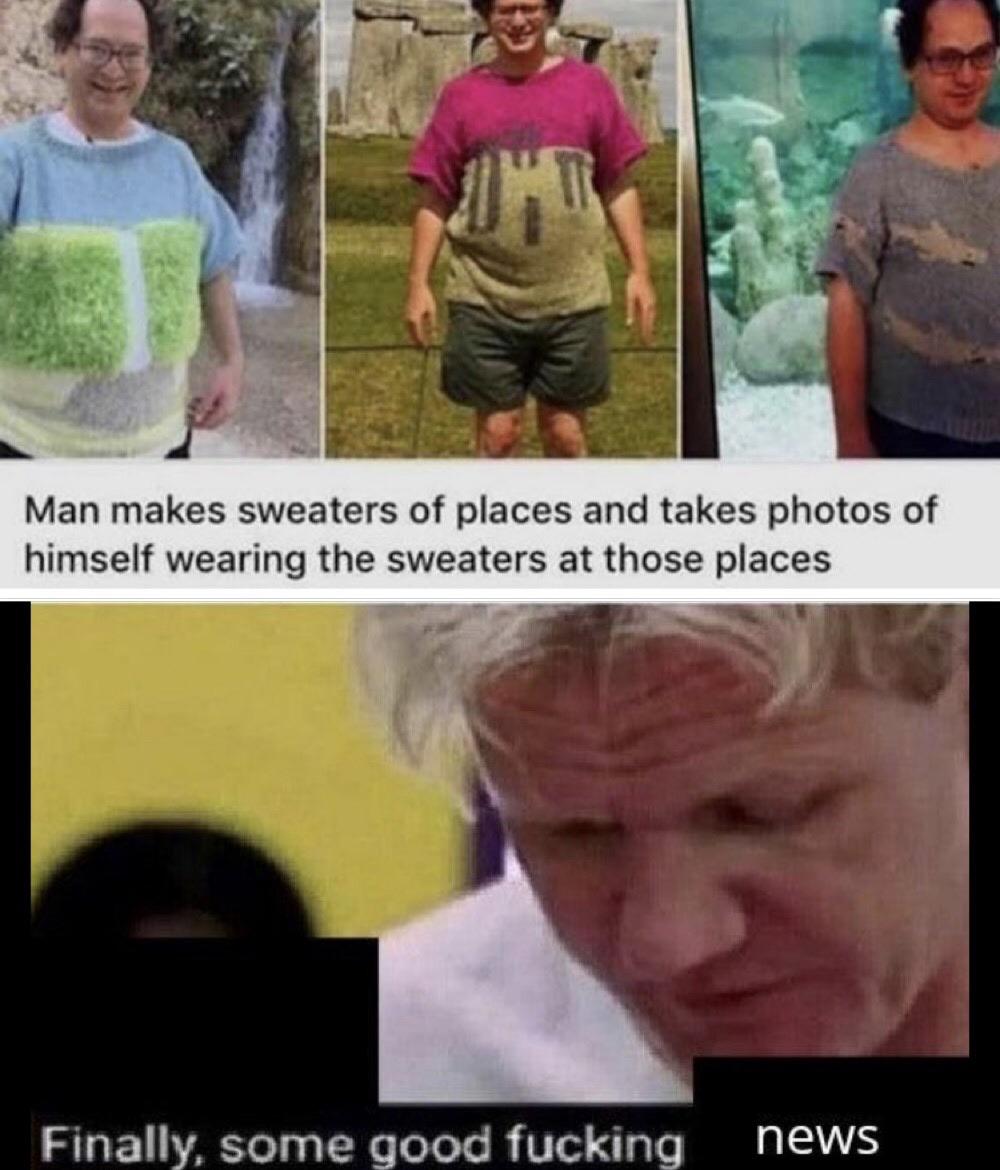 Man makes sweaters of places and takes photos of
himself wearing the sweaters at those places
Finally, some good fucking news